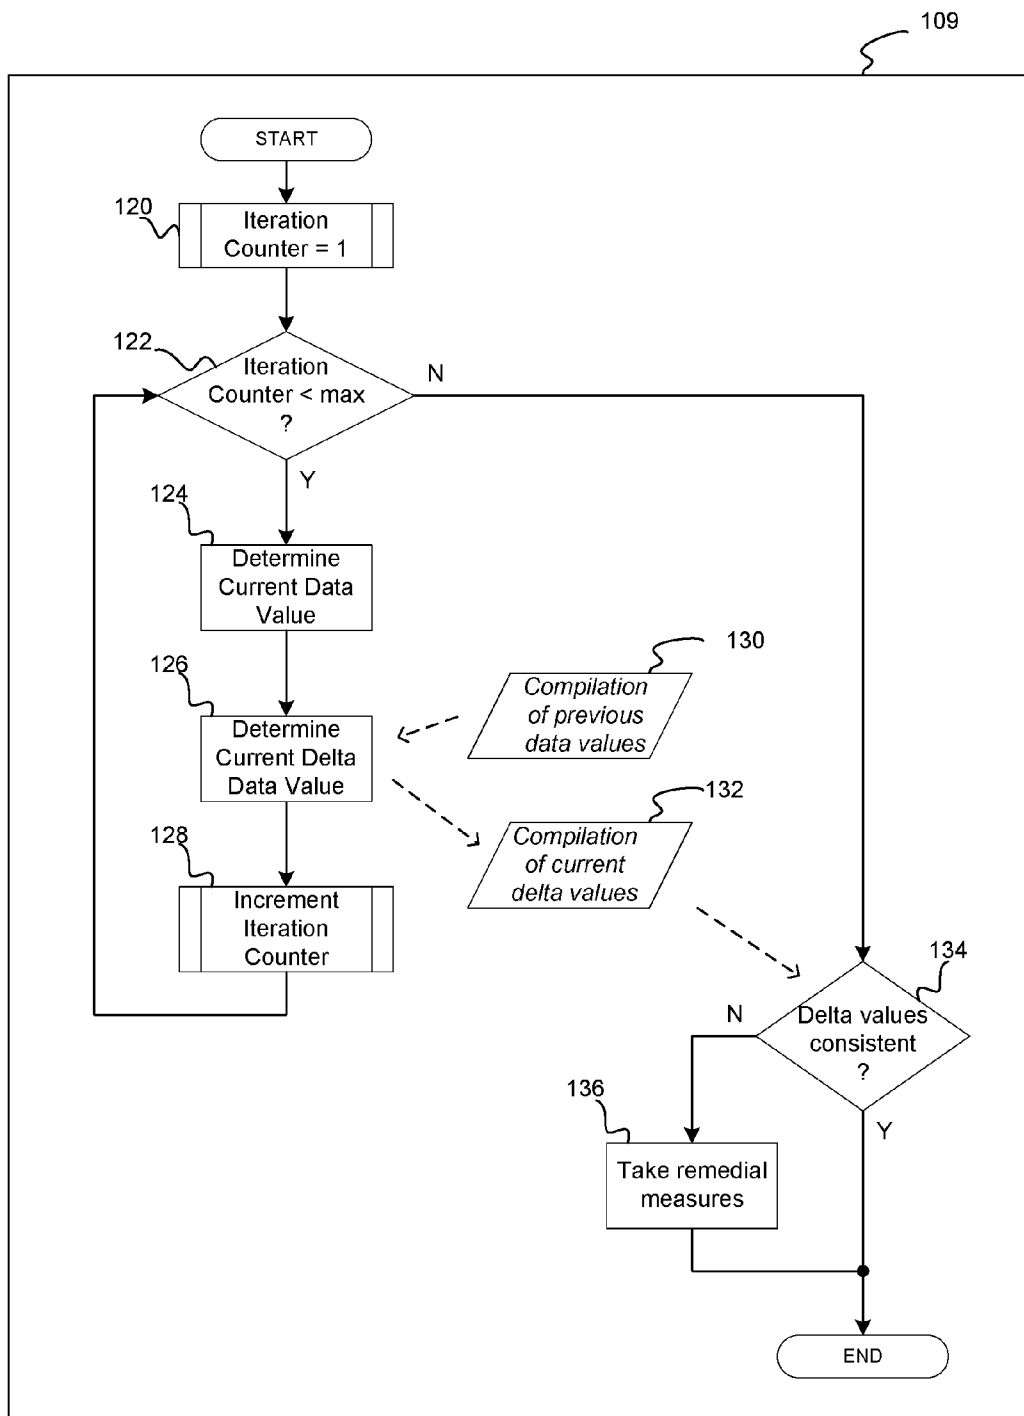 109
START
120
Iteration
Counter = 1
122
Iteration
Counter < max
?
N
Y
124
Determine
Current Data
Value
126
Determine
Current Delta
Data Value
130
Compilation
of previous
data values
132
Compilation
of current
delta values
128
Increment
Iteration
Counter
134
Delta values
consistent
?
N
Y
136
Take remedial
measures
END